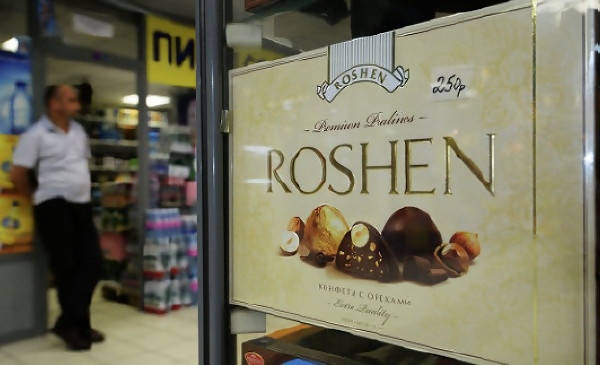 ПИ
ROSHEN
250р
Premium Pralines
ROSHEN
КОНФЕТЫ С ОРЕХАМИ
Extra Quality